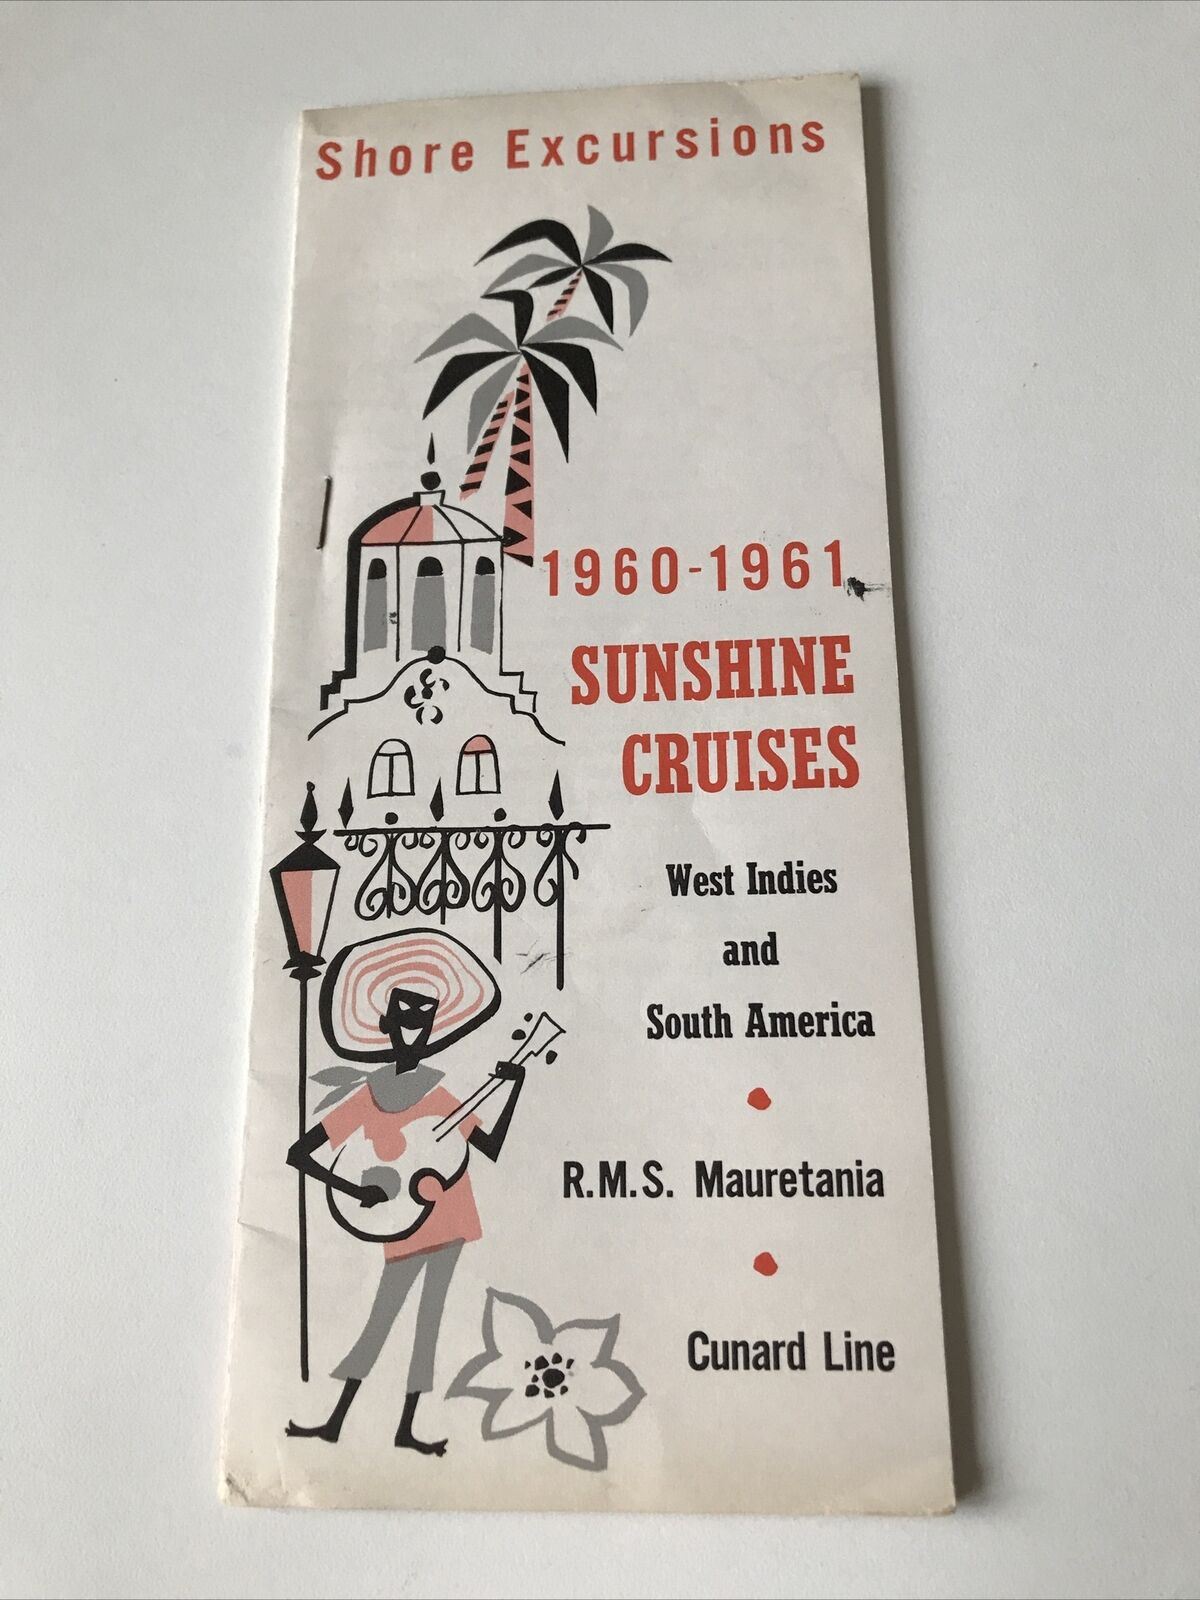 Shore Excursions
1960-1961
SUNSHINE
CRUISES
West Indies
and
South America
R.M.S. Mauretania
Cunard Line